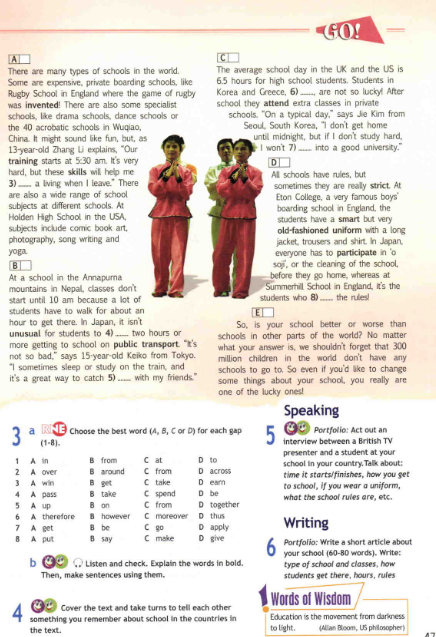 GO!
A
There are many types of schools in the world.
Some are expensive, private boarding schools, like
Rugby School in England where the game of rugby
was invented! There are also some specialist
schools, like drama schools, dance schools or
the 40 acrobatic schools in Wuqiao,
China. It might sound like fun, but, as
13-year-old Zhang Li explains, "Our
training starts at 5:30 am. It's very
hard, but these skills will help me
3) ..... a living when I leave." There
are also a wide range of school
subjects at different schools. At
Holden High School in the USA,
subjects include comic book art,
photography, song writing and
yoga.
B
At a school in the Annapurna
mountains in Nepal, classes don't
start until 10 am because a lot of
students have to walk for about an
hour to get there. In Japan, it isn't
unusual for students to 4) ..... two hours or
more getting to school on public transport. "It's
not so bad," says 15-year-old Keiko from Tokyo.
"I sometimes sleep or study on the train, and
it's a great way to catch 5) ..... with my friends."
C
The average school day in the UK and the US is
6.5 hours for high school students. Students in
Korea and Greece, 6) ....., are not so lucky! After
school they attend extra classes in private
schools. "On a typical day," says Jie Kim from
Seoul, South Korea, "I don't get home
until midnight, but if I don't study hard,
I won't 7) ..... into a good university."
D
All schools have rules, but
sometimes they are really strict. At
Eton College, a very famous boys'
boarding school in England, the
students have a smart but very
old-fashioned uniform with a long
jacket, trousers and shirt. In Japan,
everyone has to participate in 'o
soji', or the cleaning of the school,
before they go home, whereas at
Summerhill School in England, it's the
students who 8) ..... the rules!
E
So, is your school better or worse than
schools in other parts of the world? No matter
what your answer is, we shouldn't forget that 300
million children in the world don't have any
schools to go to. So even if you'd like to change
some things about your school, you really are
one of the lucky ones!
3 a RNE Choose the best word (A, B, C or D) for each gap
(1-8).
1 A in B from C at D to
2 A over B around C from D across
3 A win B get C take D earn
4 A pass B take C spend D be
5 A up B on C from D together
6 A therefore B however C moreover D thus
7 A get B be C go D apply
8 A put B say C make D give
b Listen and check. Explain the words in bold.
Then, make sentences using them.
4 Cover the text and take turns to tell each other
something you remember about school in the countries in
the text.
Speaking
5 Portfolio: Act out an
interview between a British TV
presenter and a student at your
school in your country. Talk about:
time it starts/finishes, how you get
to school, if you wear a uniform,
what the school rules are, etc.
Writing
6 Portfolio: Write a short article about
your school (60-80 words). Write:
type of school and classes, how
students get there, hours, rules
Words of Wisdom
Education is the movement from darkness
to light. (Allan Bloom, US philosopher)
47